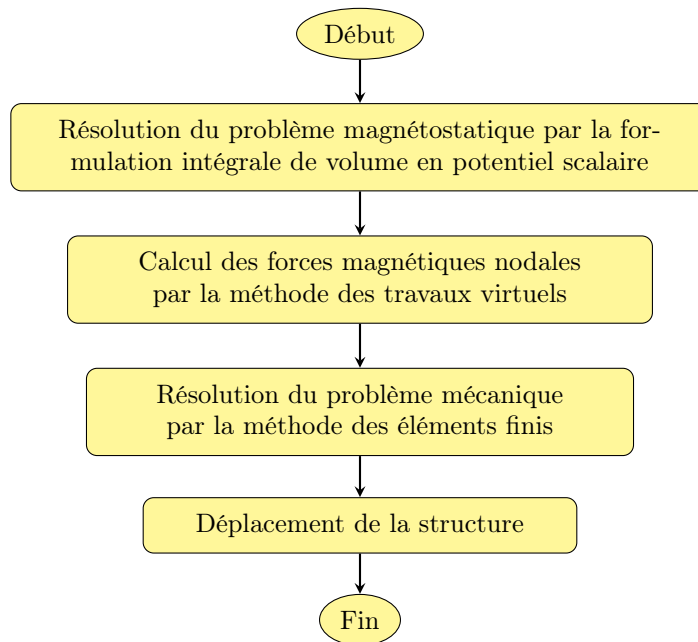 Début
Résolution du problème magnétostatique par la for-
mulation intégrale de volume en potentiel scalaire
Calcul des forces magnétiques nodales
par la méthode des travaux virtuels
Résolution du problème mécanique
par la méthode des éléments finis
Déplacement de la structure
Fin